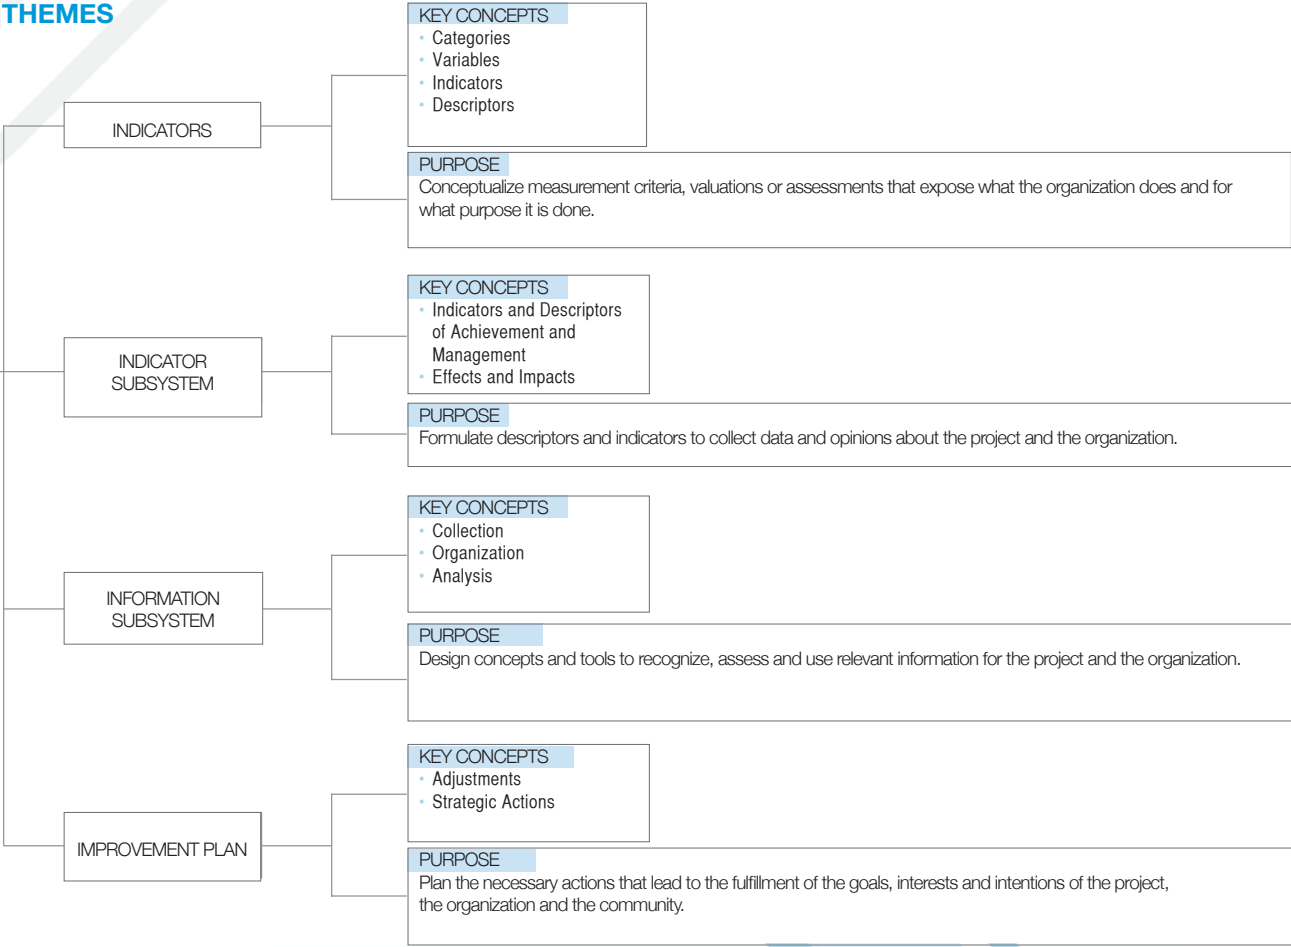 THEMES
INDICATORS
KEY CONCEPTS
• Categories
• Variables
• Indicators
• Descriptors
PURPOSE
Conceptualize measurement criteria, valuations or assessments that expose what the organization does and for
what purpose it is done.
INDICATOR
SUBSYSTEM
KEY CONCEPTS
• Indicators and Descriptors
of Achievement and
Management
• Effects and Impacts
PURPOSE
Formulate descriptors and indicators to collect data and opinions about the project and the organization.
INFORMATION
SUBSYSTEM
KEY CONCEPTS
• Collection
• Organization
• Analysis
PURPOSE
Design concepts and tools to recognize, assess and use relevant information for the project and the organization.
IMPROVEMENT PLAN
KEY CONCEPTS
• Adjustments
• Strategic Actions
PURPOSE
Plan the necessary actions that lead to the fulfillment of the goals, interests and intentions of the project,
the organization and the community.